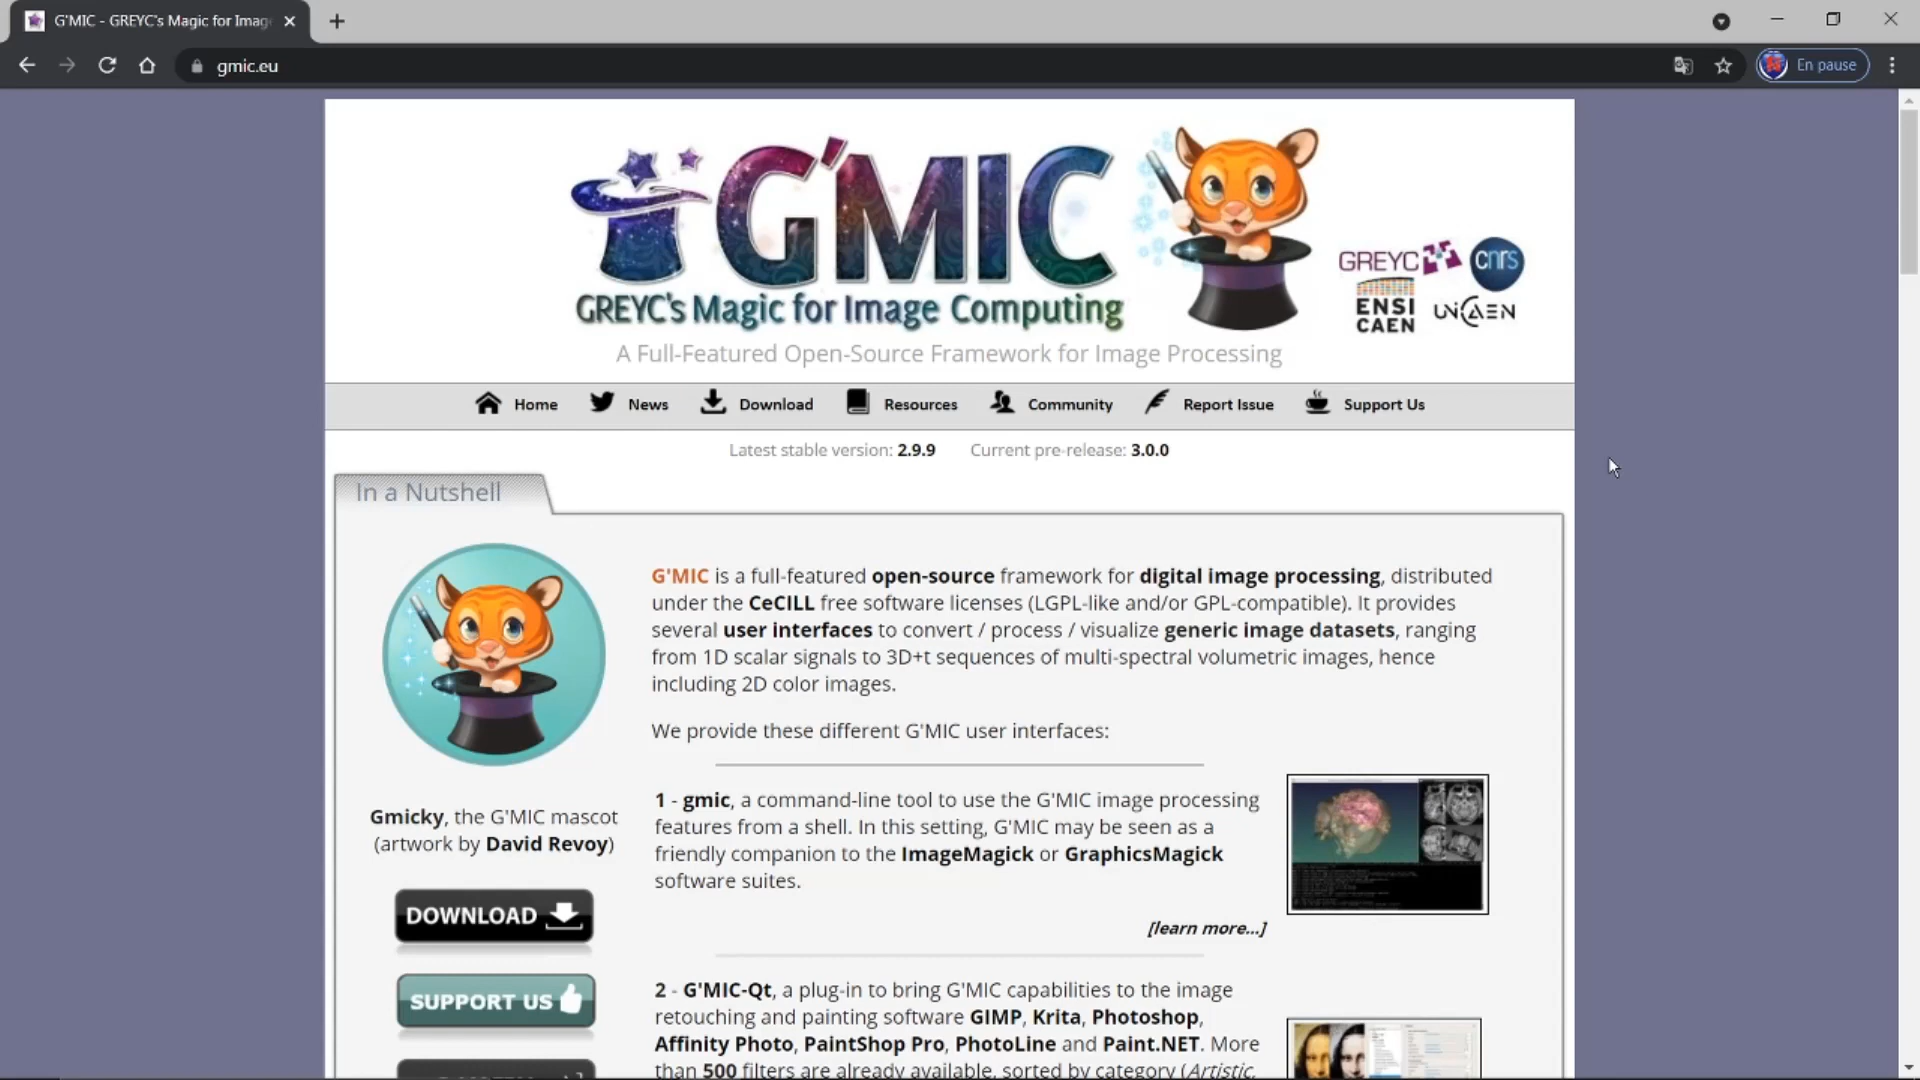 G'MIC - GREYC's Magic for Imag
gmic.eu
En pause
G'MIC
GREYC's Magic for Image Computing
GREYC
cnrs
ENSI
CAEN
UNICAEN
A Full-Featured Open-Source Framework for Image Processing
Home
News
Download
Resources
Community
Report Issue
Support Us
Latest stable version: 2.9.9
Current pre-release: 3.0.0
In a Nutshell
G'MIC is a full-featured open-source framework for digital image processing, distributed
under the CeCILL free software licenses (LGPL-like and/or GPL-compatible). It provides
several user interfaces to convert / process / visualize generic image datasets, ranging
from 1D scalar signals to 3D+t sequences of multi-spectral volumetric images, hence
including 2D color images.
We provide these different G'MIC user interfaces:
Gmicky, the G'MIC mascot
(artwork by David Revoy)
DOWNLOAD
SUPPORT US
1 - gmic, a command-line tool to use the G'MIC image processing
features from a shell. In this setting, G'MIC may be seen as a
friendly companion to the ImageMagick or GraphicsMagick
software suites.
[learn more...]
2 - G'MIC-Qt, a plug-in to bring G'MIC capabilities to the image
retouching and painting software GIMP, Krita, Photoshop,
Affinity Photo, PaintShop Pro, PhotoLine and Paint.NET. More
than 500 filters are already available, sorted by category (Artistic,